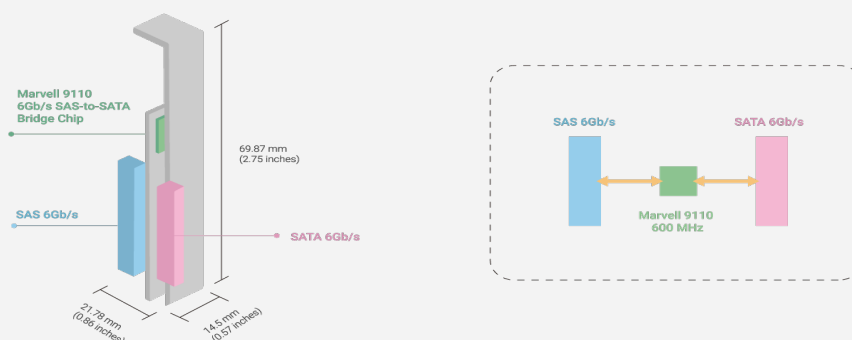 Marvell 9110
6Gb/s SAS-to-SATA
Bridge Chip
69.87 mm
(2.75 inches)
SAS 6Gb/s
SATA 6Gb/s
21.78 mm
(0.86 inches)
14.5 mm
(0.57 inches)
SAS 6Gb/s
SATA 6Gb/s
Marvell 9110
600 MHz